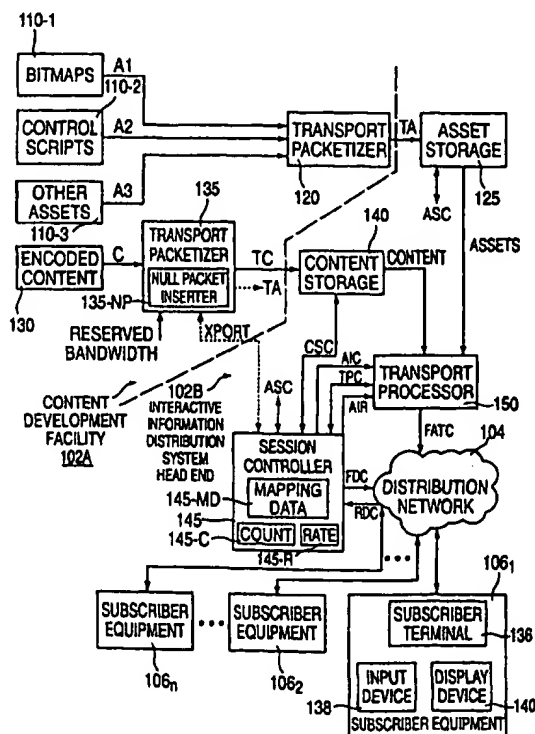 110-1
BITMAPS
A1
110-2
CONTROL
SCRIPTS
A2
OTHER
ASSETS
A3
110-3
ENCODED
CONTENT
C
130
TRANSPORT
PACKETIZER
120
TA
ASSET
STORAGE
125
ASC
ASSETS
135
TRANSPORT
PACKETIZER
NULL PACKET
INSERTER
135-NP
TC
TA
RESERVED
BANDWIDTH
XPORT
140
CONTENT
STORAGE
CONTENT
CSC
AIC
TPC
AIR
TRANSPORT
PROCESSOR
150
FATC
CONTENT
DEVELOPMENT
FACILITY
102A
102B
INTERACTIVE
INFORMATION
DISTRIBUTION
SYSTEM
HEAD END
ASC
SESSION
CONTROLLER
MAPPING
DATA
145-MD
145
COUNT
RATE
145-C
145-R
FDC
RDC
104
DISTRIBUTION
NETWORK
...
SUBSCRIBER
EQUIPMENT
106n
...
SUBSCRIBER
EQUIPMENT
1062
1061
SUBSCRIBER
TERMINAL
136
INPUT
DEVICE
138
DISPLAY
DEVICE
140
SUBSCRIBER EQUIPMENT